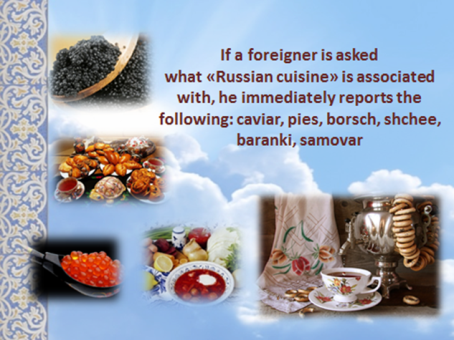 If a foreigner is asked
what «Russian cuisine» is associated
with, he immediately reports the
following: caviar, pies, borsch, shchee,
baranki, samovar